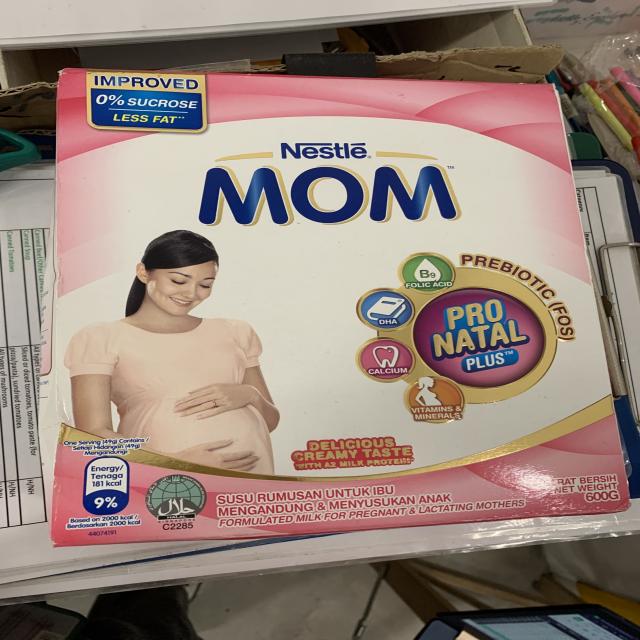 IMPROVED
0% SUCROSE
LESS FAT**
Nestlé®
MOM™
PREBIOTIC (FOS)
B9
FOLIC ACID
DHA
CALCIUM
VITAMINS &
MINERALS
PRO
NATAL
PLUS™
DELICIOUS
CREAMY TASTE
WITH A2 MILK PROTEIN
One Serving (49g) Contains /
Setiap Hidangan (49g)
Mengandungi
Energy/
Tenaga
181 kcal
9%
Based on 2000 kcal /
Berdasarkan 2000 kcal
44074191
حلال
C2285
SUSU RUMUSAN UNTUK IBU
MENGANDUNG & MENYUSUKAN ANAK
FORMULATED MILK FOR PREGNANT & LACTATING MOTHERS
RAT BERSIH
NET WEIGHT
600G